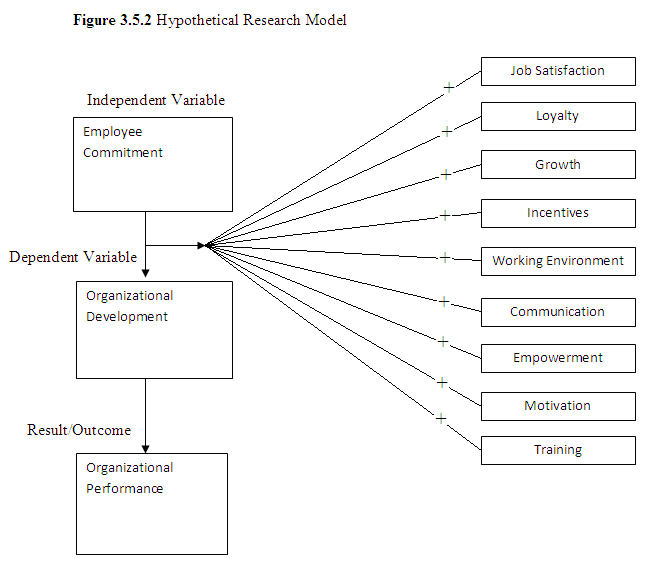 Figure 3.5.2 Hypothetical Research Model
Independent Variable
Employee
Commitment
Dependent Variable
Organizational
Development
Result/Outcome
Organizational
Performance
Job Satisfaction
+
Loyalty
+
Growth
+
Incentives
+
Working Environment
+
Communication
+
Empowerment
+
Motivation
+
Training
+